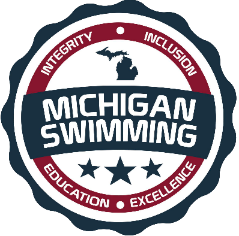 INTEGRITY
INCLUSION
MICHIGAN
SWIMMING
EDUCATION
EXCELLENCE